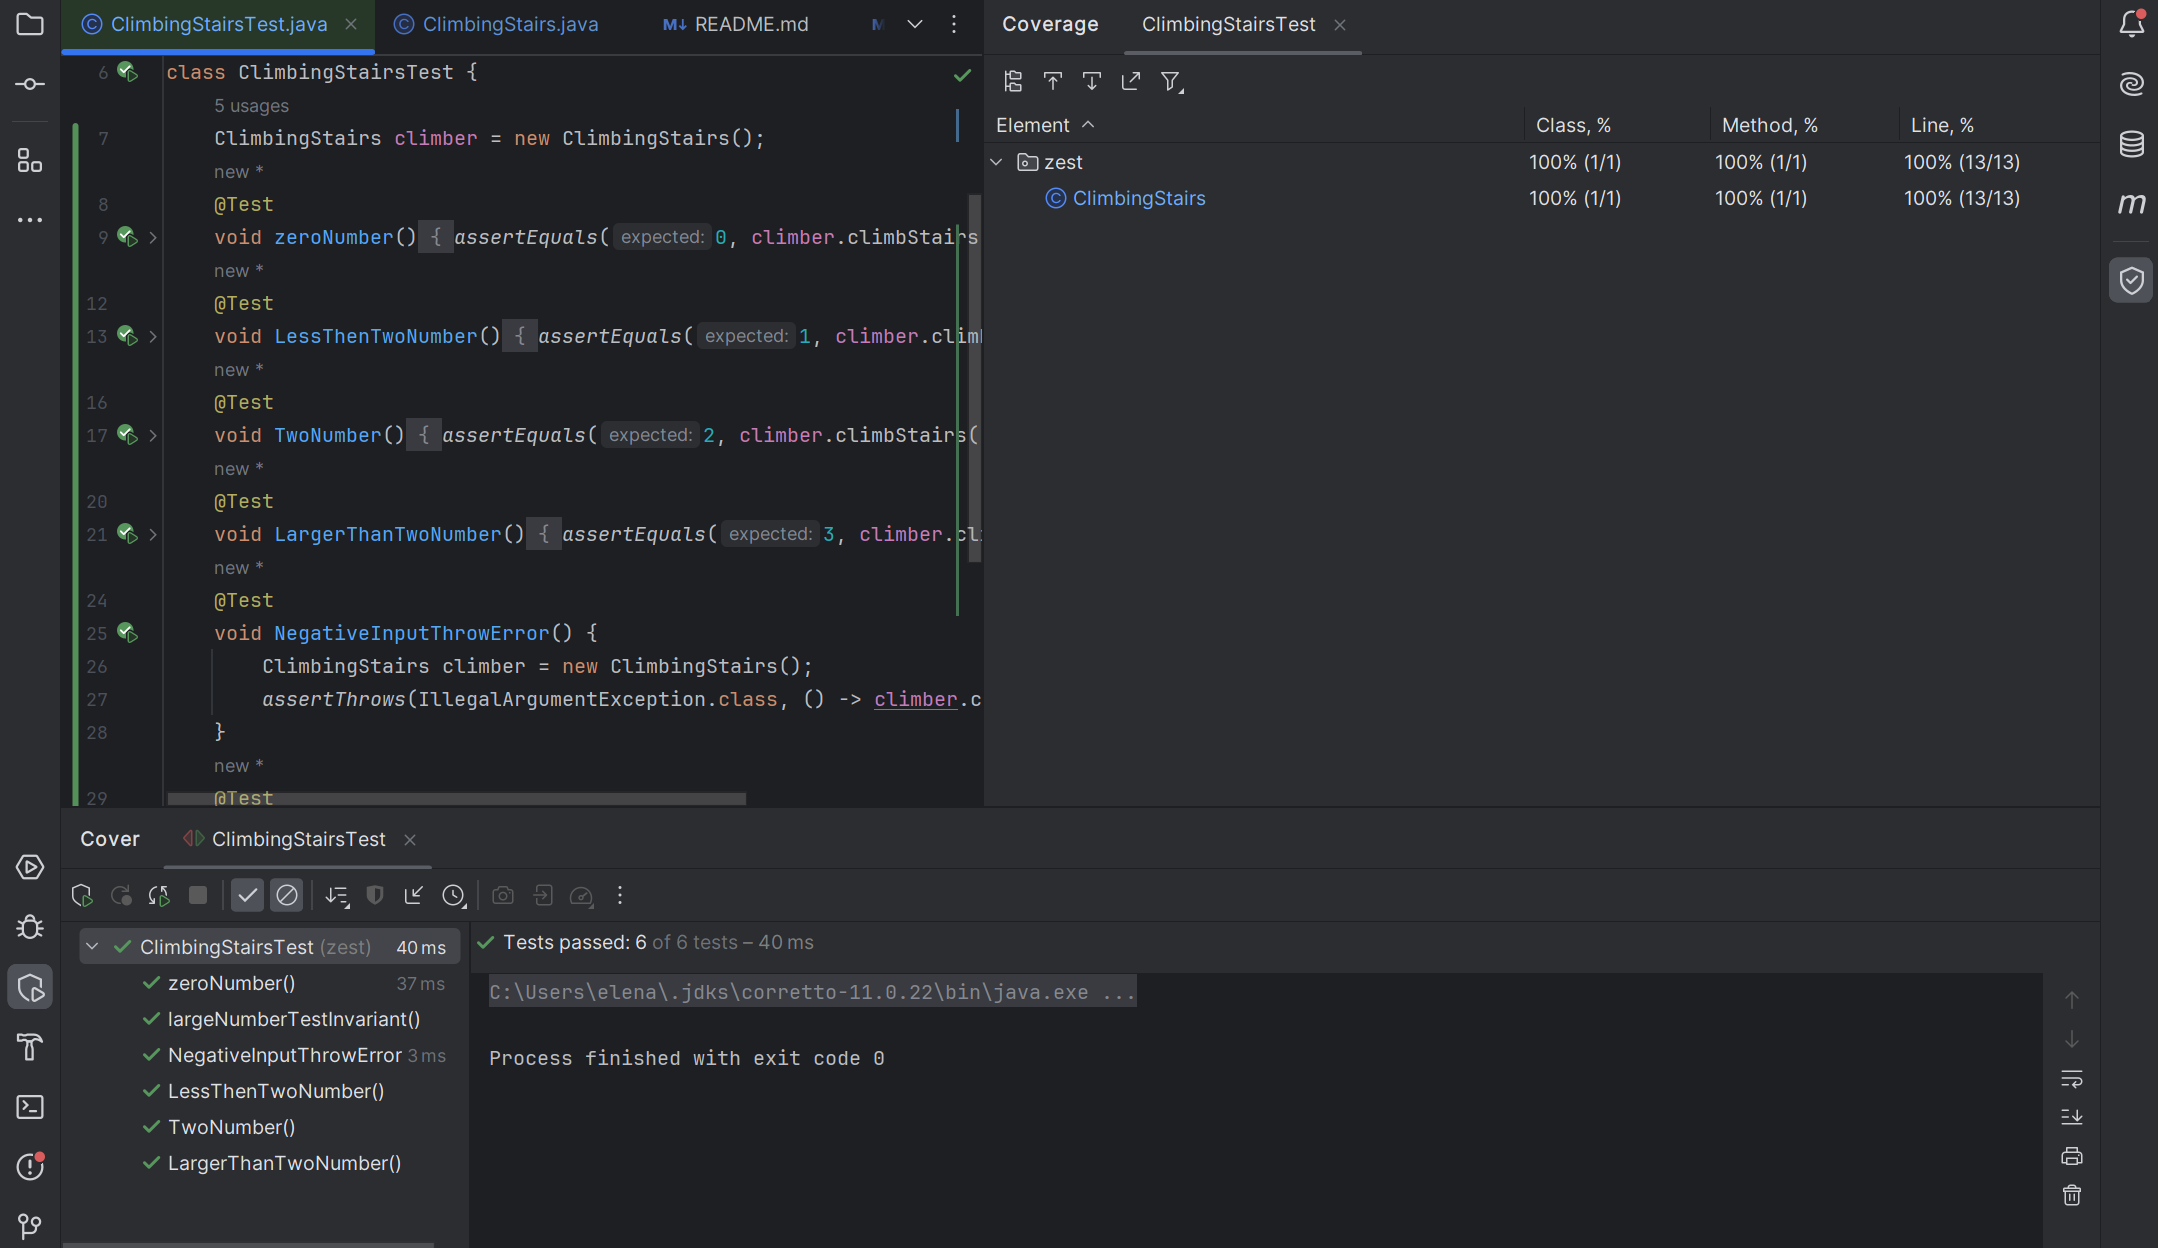 ClimbingStairsTest.java
ClimbingStairs.java
README.md
6 class ClimbingStairsTest {
5 usages
7 ClimbingStairs climber = new ClimbingStairs();
new *
8 @Test
9 void zeroNumber() { assertEquals( expected: 0, climber.climbStairs
new *
12 @Test
13 void LessThenTwoNumber() { assertEquals( expected: 1, climber.clim
new *
16 @Test
17 void TwoNumber() { assertEquals( expected: 2, climber.climbStairs(
new *
20 @Test
21 void LargerThanTwoNumber() { assertEquals( expected: 3, climber.cl
new *
24 @Test
25 void NegativeInputThrowError() {
26 ClimbingStairs climber = new ClimbingStairs();
27 assertThrows(IllegalArgumentException.class, () -> climber.c
28 }
new *
29 @Test
Coverage ClimbingStairsTest
Element Class, % Method, % Line, %
zest 100% (1/1) 100% (1/1) 100% (13/13)
ClimbingStairs 100% (1/1) 100% (1/1) 100% (13/13)
Cover ClimbingStairsTest
ClimbingStairsTest (zest) 40 ms
zeroNumber() 37 ms
largeNumberTestInvariant()
NegativeInputThrowError 3 ms
LessThenTwoNumber()
TwoNumber()
LargerThanTwoNumber()
Tests passed: 6 of 6 tests – 40 ms
C:\Users\elena\.jdks\corretto-11.0.22\bin\java.exe ...
Process finished with exit code 0